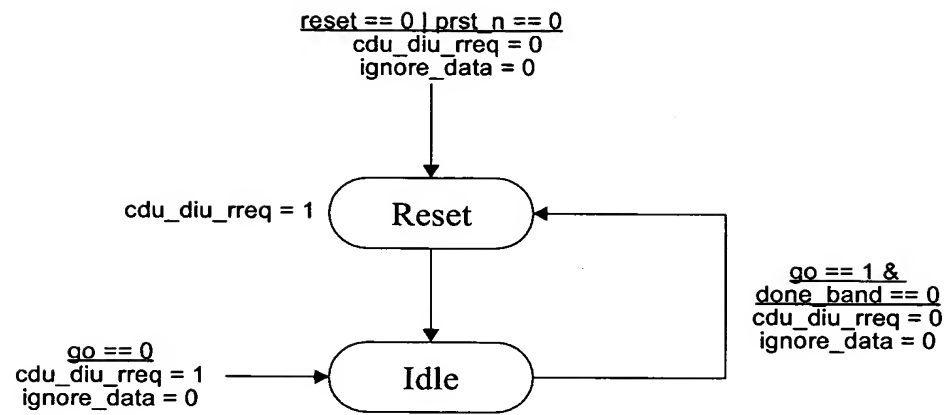 reset == 0 | prst_n == 0
cdu_diu_rreq = 0
ignore_data = 0
cdu_diu_rreq = 1
Reset
go == 1 &
done_band == 0
cdu_diu_rreq = 0
ignore_data = 0
go == 0
cdu_diu_rreq = 1
ignore_data = 0
Idle